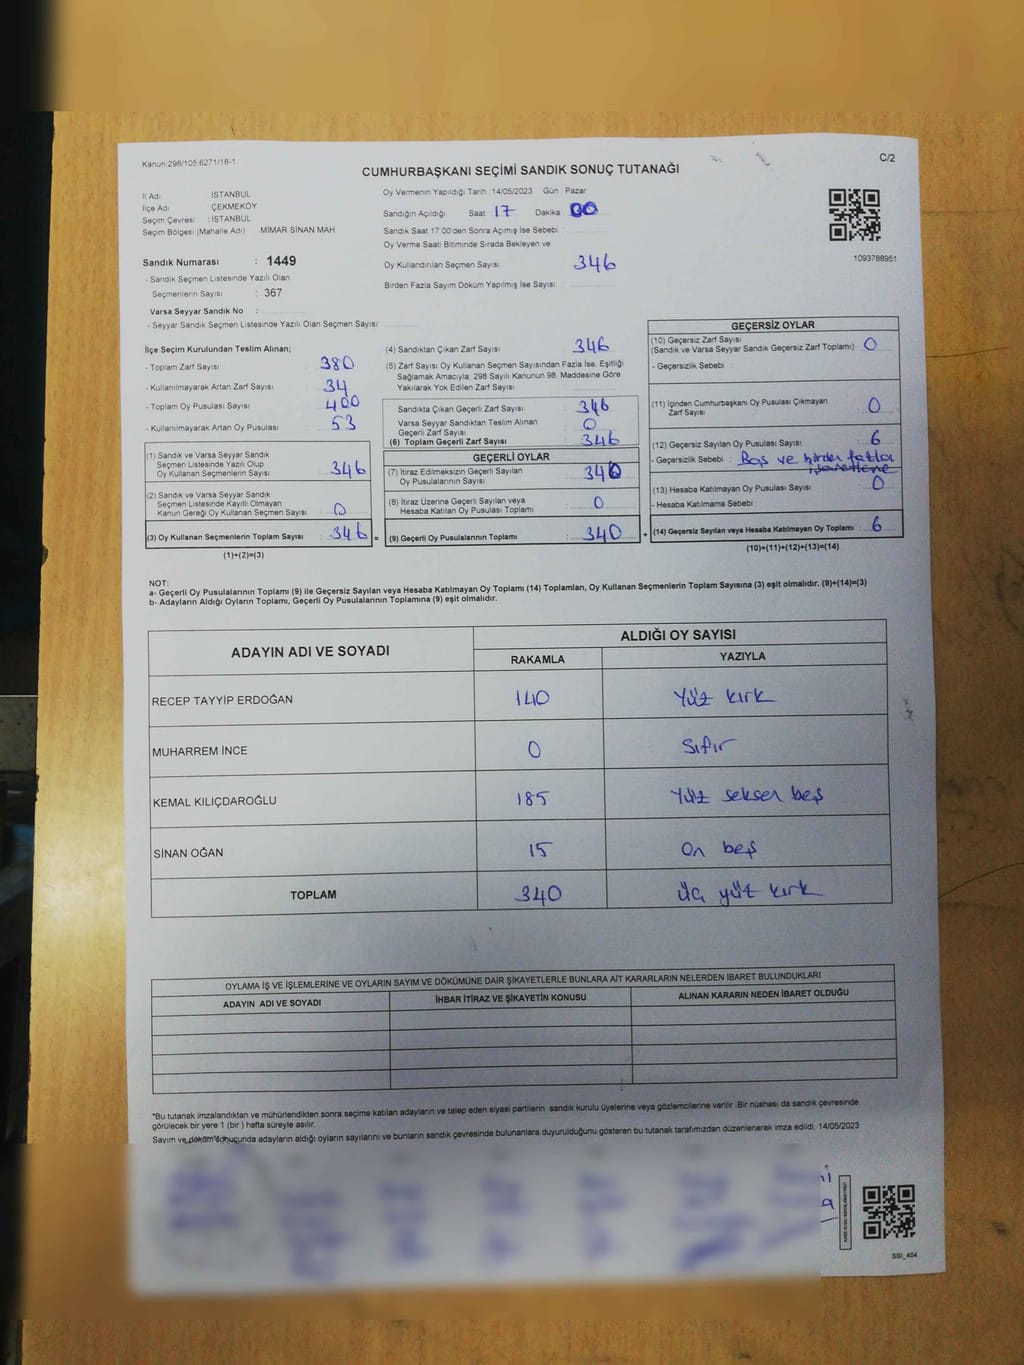 Kanun 298/105 6271/18-1
C/2
CUMHURBAŞKANI SEÇİMİ SANDIK SONUÇ TUTANAĞI
İl Adı İSTANBUL
İlçe Adı ÇEKMEKÖY
Seçim Çevresi : İSTANBUL
Seçim Bölgesi (Mahalle Adı) MİMAR SİNAN MAH
Sandık Numarası : 1449
- Sandık Seçmen Listesinde Yazılı Olan
Seçmenlerin Sayısı : 367
Varsa Seyyar Sandık No :
- Seyyar Sandık Seçmen Listesinde Yazılı Olan Seçmen Sayısı
Oy Vermenin Yapıldığı Tarih 14/05/2023 Gün Pazar
Sandığın Açıldığı Saat 17 Dakika 00
Sandık Saat 17:00'den Sonra Açımış İse Sebebi
Oy Verme Saati Bitiminde Sırada Bekleyen ve
Oy Kullandırılan Seçmen Sayısı 346
Birden Fazla Sayım Döküm Yapılmış İse Sayısı
1093788951
İlçe Seçim Kurulundan Teslim Alınan;
- Toplam Zarf Sayısı : 380
- Kullanılmayarak Artan Zarf Sayısı : 34
- Toplam Oy Pusulası Sayısı : 400
- Kullanılmayarak Artan Oy Pusulası : 53
(1) Sandık ve Varsa Seyyar Sandık
Seçmen Listesinde Yazılı Olup
Oy Kullanan Seçmenlerin Sayısı : 346
(2) Sandık ve Varsa Seyyar Sandık
Seçmen Listesinde Kayıtlı Olmayan
Kanun Gereği Oy Kullanan Seçmen Sayısı : 0
(3) Oy Kullanan Seçmenlerin Toplam Sayısı : 346 =
(1)+(2)=(3)
(4) Sandıktan Çıkan Zarf Sayısı : 346
(5) Zarf Sayısı Oy Kullanan Seçmen Sayısından Fazla İse, Eşitliği
Sağlamak Amacıyla; 298 Sayılı Kanunun 98. Maddesine Göre
Yakılarak Yok Edilen Zarf Sayısı
Sandıkta Çıkan Geçerli Zarf Sayısı : 346
Varsa Seyyar Sandıktan Teslim Alınan
Geçerli Zarf Sayısı : 0
(6) Toplam Geçerli Zarf Sayısı : 346
GEÇERLİ OYLAR
(7) İtiraz Edilmeksizin Geçerli Sayılan
Oy Pusulalarının Sayısı : 340
(8) İtiraz Üzerine Geçerli Sayılan veya
Hesaba Katılan Oy Pusulası Toplamı : 0
(9) Geçerli Oy Pusulalarının Toplamı : 340 +
GEÇERSİZ OYLAR
(10) Geçersiz Zarf Sayısı
(Sandık ve Varsa Seyyar Sandık Geçersiz Zarf Toplamı) : 0
- Geçersizlik Sebebi :
(11) İçinden Cumhurbaşkanı Oy Pusulası Çıkmayan
Zarf Sayısı : 0
(12) Geçersiz Sayılan Oy Pusulası Sayısı : 6
- Geçersizlik Sebebi : Boş ve birden fazla
işaretleme
(13) Hesaba Katılmayan Oy Pusulası Sayısı : 0
- Hesaba Katılmama Sebebi :
(14) Geçersiz Sayılan veya Hesaba Katılmayan Oy Toplamı : 6
(10)+(11)+(12)+(13)=(14)
NOT:
a- Geçerli Oy Pusulalarının Toplamı (9) ile Geçersiz Sayılan veya Hesaba Katılmayan Oy Toplamı (14) Toplamları, Oy Kullanan Seçmenlerin Toplam Sayısına (3) eşit olmalıdır. (9)+(14)=(3)
b- Adayların Aldığı Oyların Toplamı, Geçerli Oy Pusulalarının Toplamına (9) eşit olmalıdır.
ADAYIN ADI VE SOYADI ALDIĞI OY SAYISI
RAKAMLA YAZIYLA
RECEP TAYYİP ERDOĞAN 140 Yüz kırk
MUHARREM İNCE 0 Sıfır
KEMAL KILIÇDAROĞLU 185 Yüz seksen beş
SİNAN OĞAN 15 On beş
TOPLAM 340 Üç yüz kırk
OYLAMA İŞ VE İŞLEMLERİNE VE OYLARIN SAYIM VE DÖKÜMÜNE DAİR ŞİKAYETLERLE BUNLARA AİT KARARLARIN NELERDEN İBARET BULUNDUKLARI
ADAYIN ADI VE SOYADI İHBAR İTİRAZ VE ŞİKAYETİN KONUSU ALINAN KARARIN NEDEN İBARET OLDUĞU
*Bu tutanak imzalandıktan ve mühürlendikten sonra seçime katılan adayların ve talep eden siyasi partilerin sandık kurulu üyelerine veya gözlemcilerine verilir. Bir nüshası da sandık çevresinde
görülecek bir yere 1 (bir) hafta süreyle asılır.
Sayım ve döküm sonucunda adayların aldığı oyların sayılarını ve bunların sandık çevresinde bulunanlara duyurulduğunu gösteren bu tutanak tarafımızdan düzenlenerek imza edildi. 14/05/2023
SSİ_404